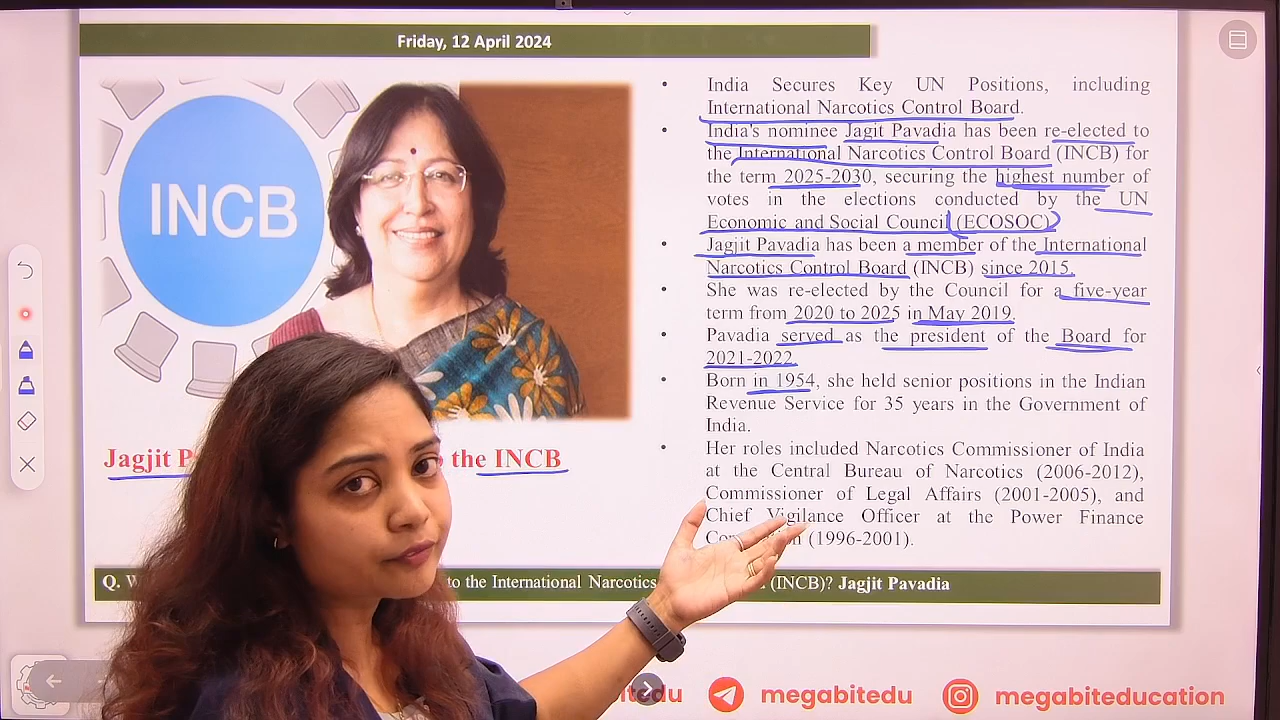 Friday, 12 April 2024
INCB
India Secures Key UN Positions, including
International Narcotics Control Board.
India's nominee Jagit Pavadia has been re-elected to
the International Narcotics Control Board (INCB) for
the term 2025-2030, securing the highest number of
votes in the elections conducted by the UN
Economic and Social Council (ECOSOC)
Jagjit Pavadia has been a member of the International
Narcotics Control Board (INCB) since 2015.
She was re-elected by the Council for a five-year
term from 2020 to 2025 in May 2019.
Pavadia served as the president of the Board for
2021-2022.
Born in 1954, she held senior positions in the Indian
Revenue Service for 35 years in the Government of
India.
Her roles included Narcotics Commissioner of India
at the Central Bureau of Narcotics (2006-2012),
Commissioner of Legal Affairs (2001-2005), and
Chief Vigilance Officer at the Power Finance
(1996-2001).
Jagjit the INCB
Q. to the International Narcotics (INCB)? Jagjit Pavadia
megabitedu
megabiteducation